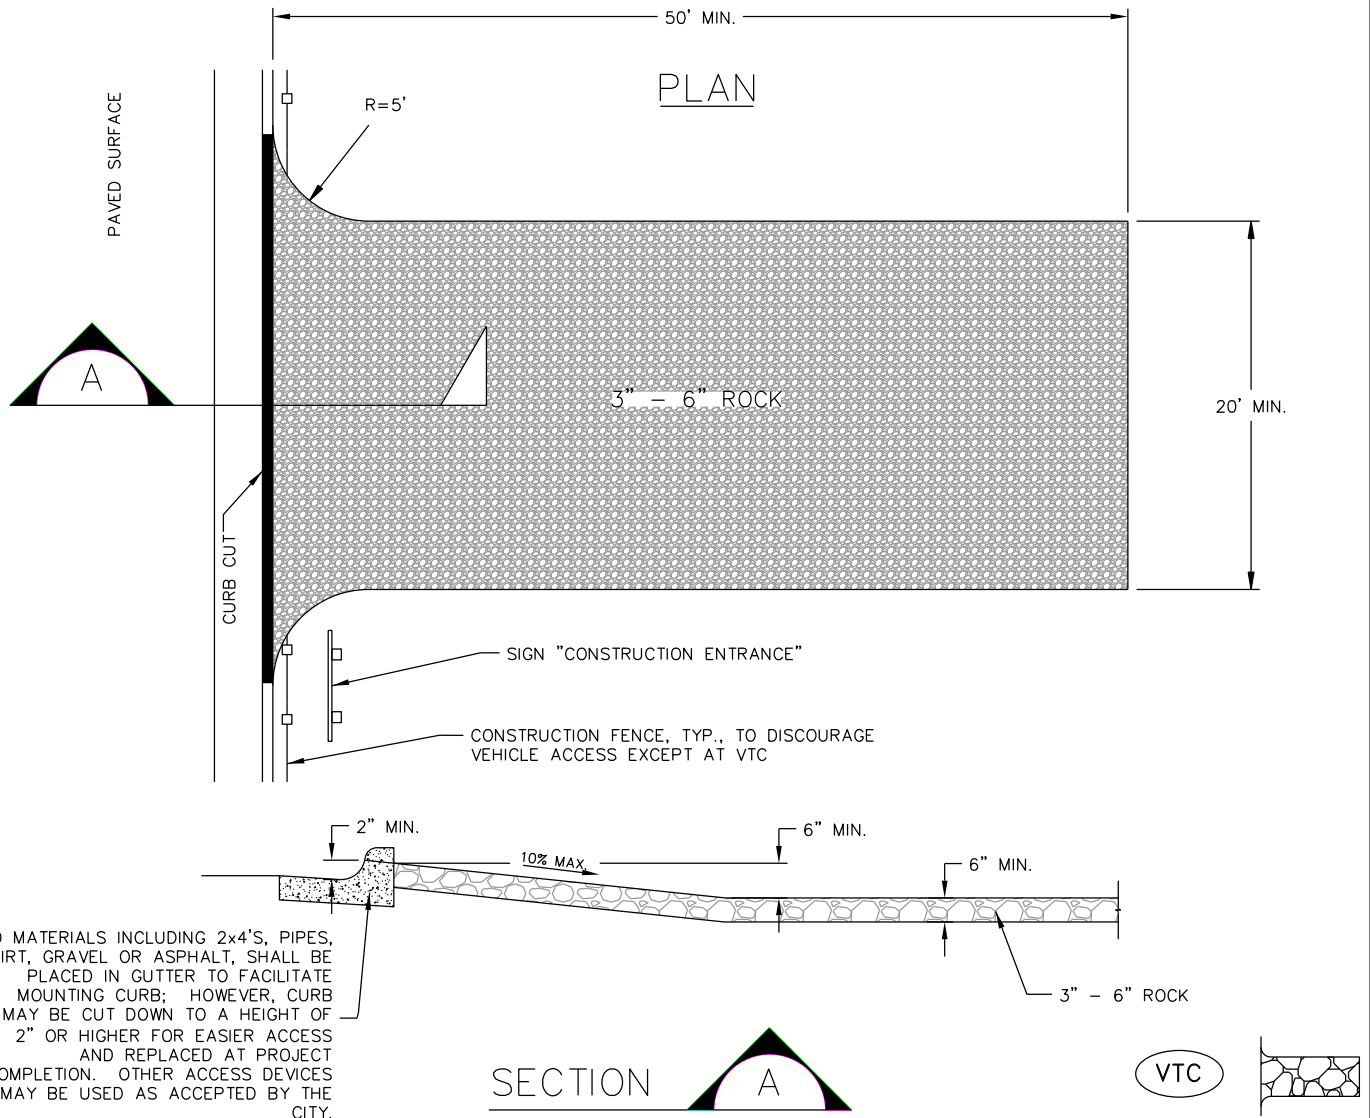 50' MIN.
PLAN
R=5'
PAVED SURFACE
A
3" - 6" ROCK
20' MIN.
CURB CUT
SIGN "CONSTRUCTION ENTRANCE"
CONSTRUCTION FENCE, TYP., TO DISCOURAGE
VEHICLE ACCESS EXCEPT AT VTC
2" MIN.
6" MIN.
10% MAX.
6" MIN.
MATERIALS INCLUDING 2x4'S, PIPES,
GRAVEL OR ASPHALT, SHALL BE
PLACED IN GUTTER TO FACILITATE
MOUNTING CURB; HOWEVER, CURB
MAY BE CUT DOWN TO A HEIGHT OF
2" OR HIGHER FOR EASIER ACCESS
AND REPLACED AT PROJECT
OTHER ACCESS DEVICES
MAY BE USED AS ACCEPTED BY THE
CITY.
3" - 6" ROCK
SECTION A
VTC